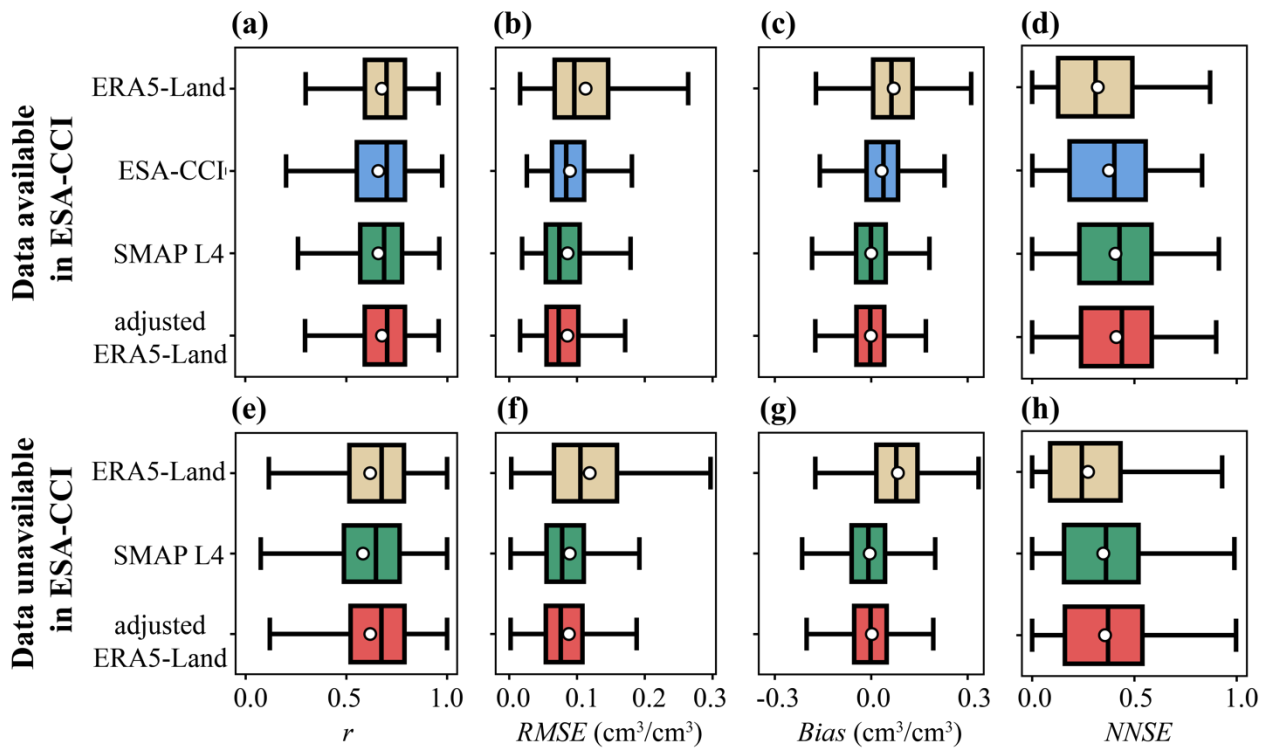 (a) (b) (c) (d)
Data available
in ESA-CCI
ERA5-Land
ESA-CCI
SMAP L4
adjusted
ERA5-Land
(e) (f) (g) (h)
Data unavailable
in ESA-CCI
ERA5-Land
SMAP L4
adjusted
ERA5-Land
0.0 0.5 1.0 0.0 0.1 0.2 0.3 -0.3 0.0 0.3 0.0 0.5 1.0
r RMSE (cm³/cm³) Bias (cm³/cm³) NNSE